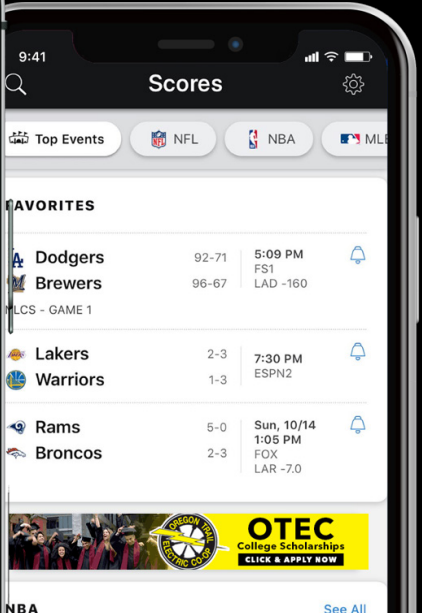 9:41
Scores
Top Events
NFL
NBA
FAVORITES
Dodgers 92-71 5:09 PM
FS1
Brewers 96-67 LAD -160
NLCS - GAME 1
Lakers 2-3 7:30 PM
Warriors 1-3 ESPN2
Rams 5-0 Sun, 10/14
1:05 PM
Broncos 2-3 FOX
LAR -7.0
OREGON TRAIL
ELECTRIC CO-OP
OTEC
College Scholarships
CLICK & APPLY NOW
NBA See All